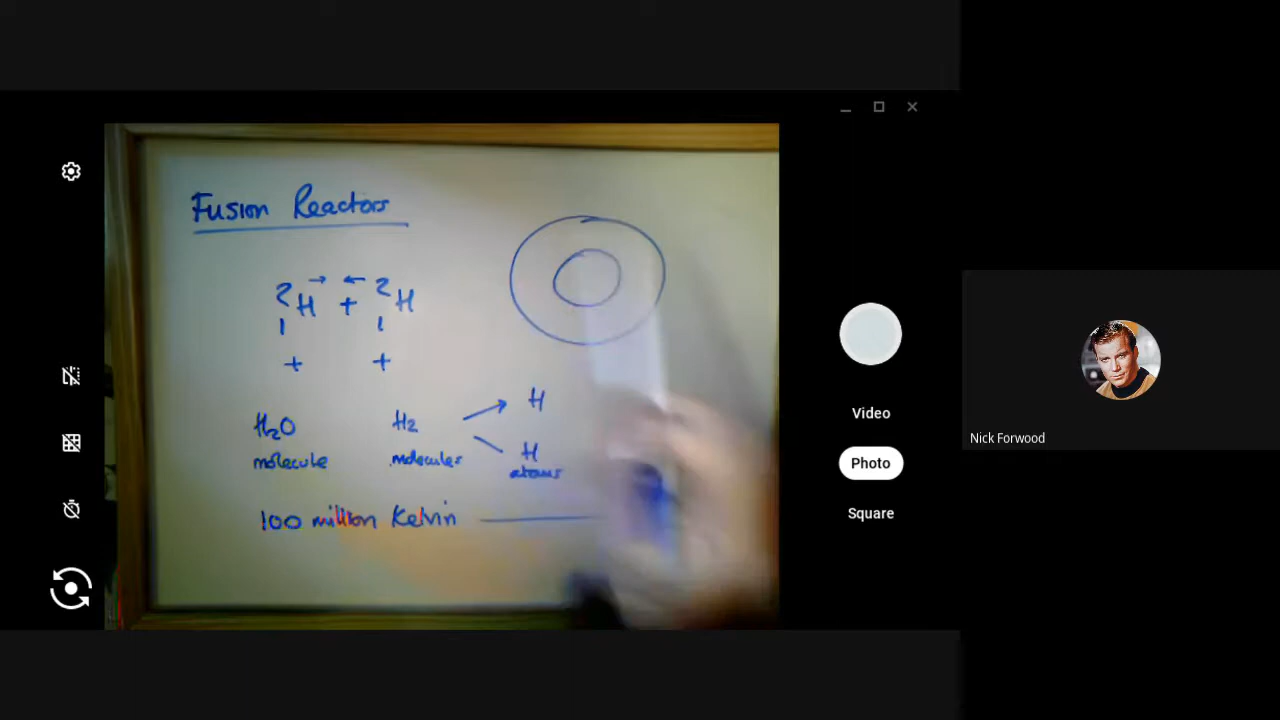 Fusion Reactors
2 → ← 2
H + H
1 1
+ +
H
H₂O H₂
H
molecule molecules atoms
100 million Kelvin
Video
Photo
Square
Nick Forwood